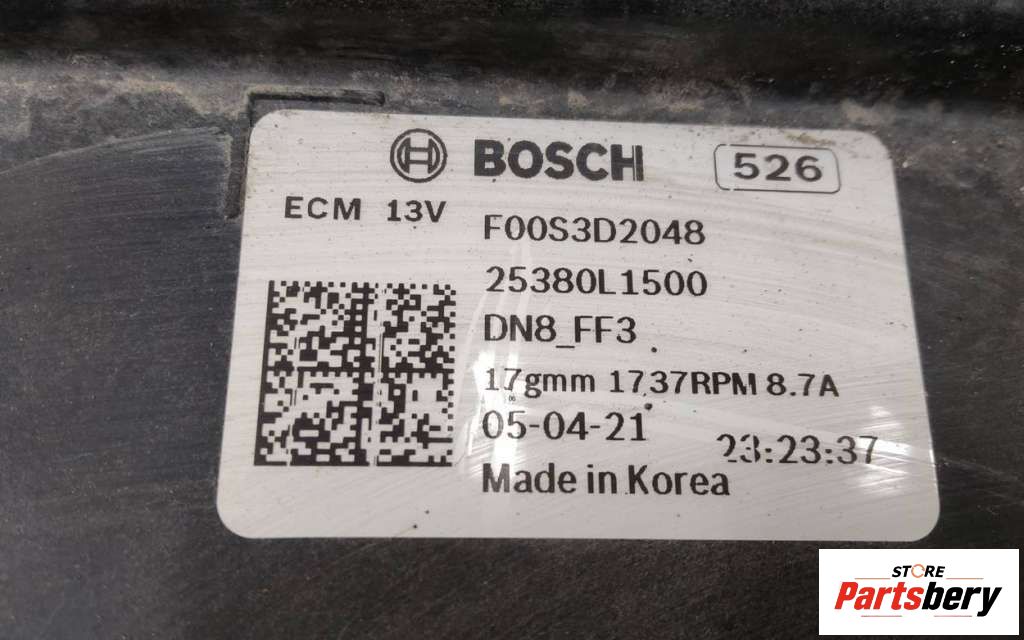 BOSCH 526
ECM 13V
F00S3D2048
25380L1500
DN8_FF3
17gmm 1737RPM 8.7A
05-04-21 23:23:37
Made in Korea
STORE
Partsbery